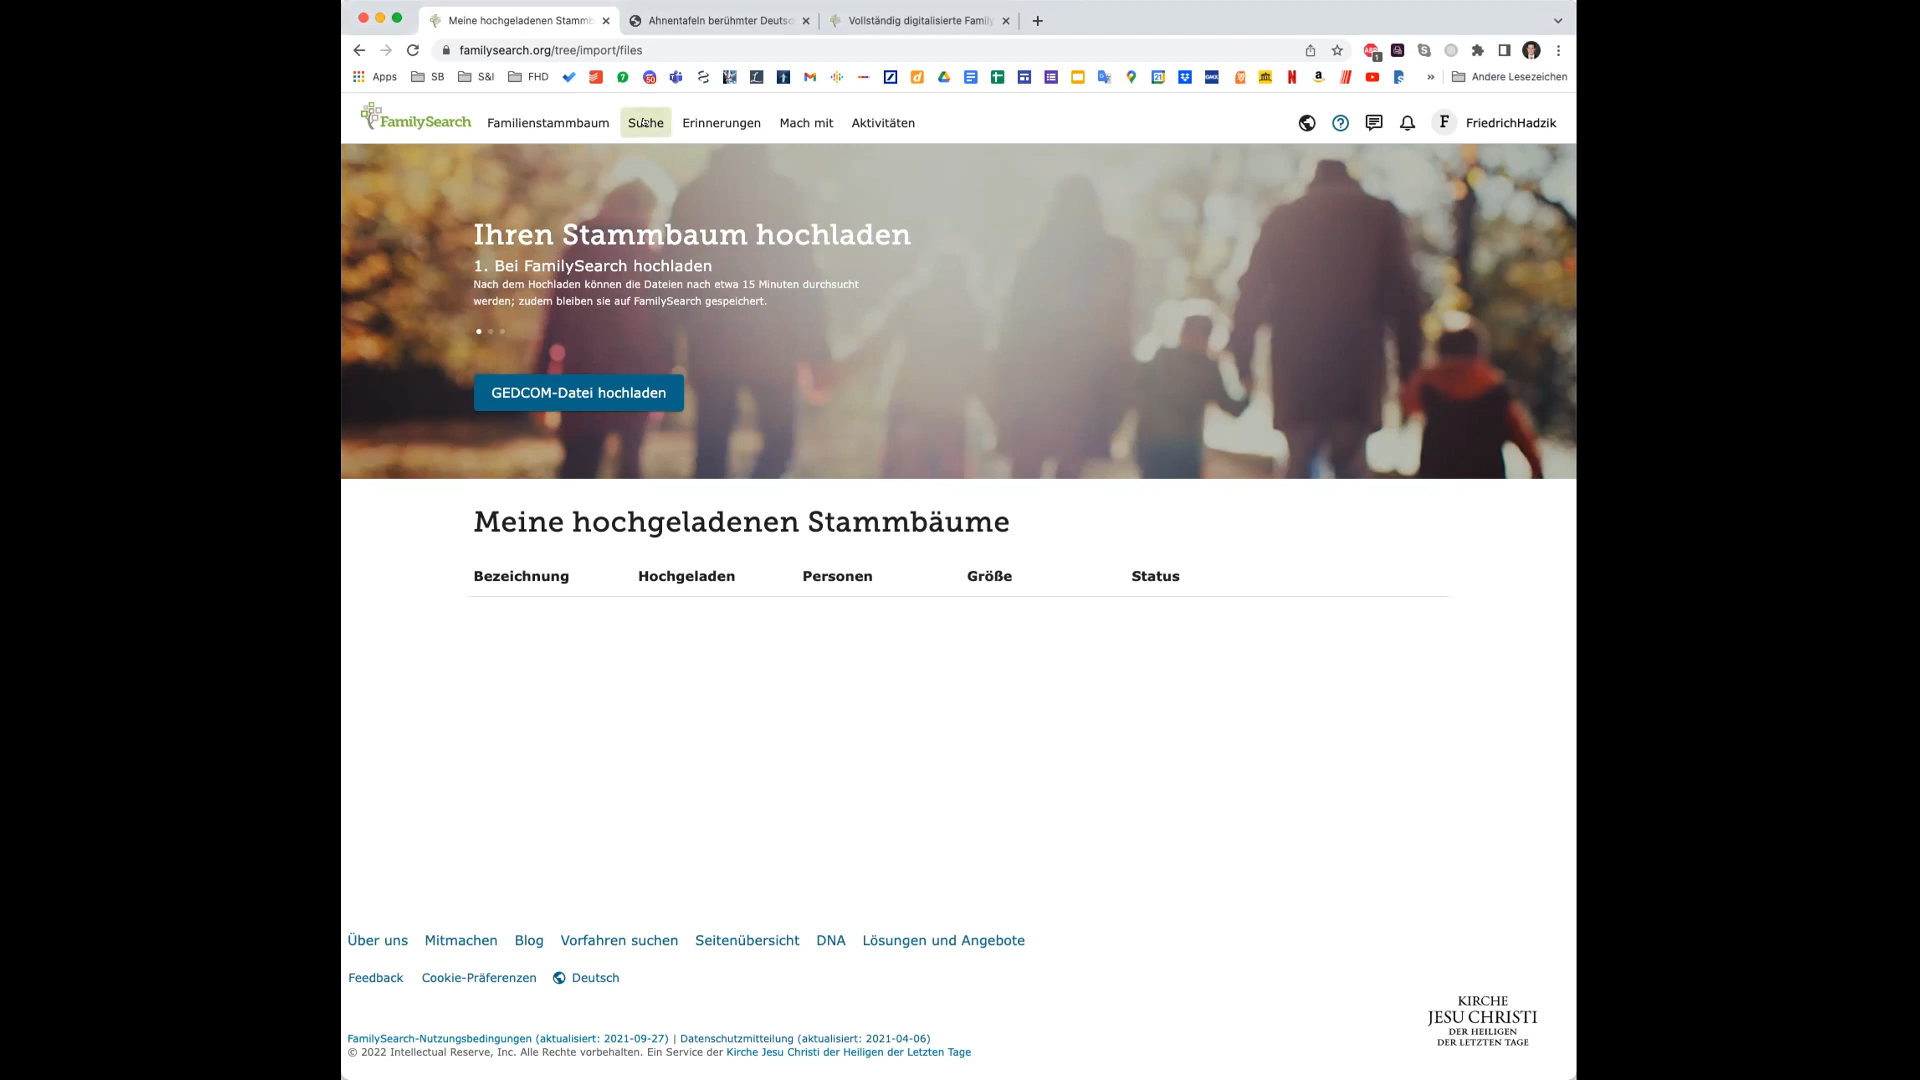 Meine hochgeladenen Stammb
Ahnentafeln berühmter Deutsc
Vollständig digitalisierte Family
familysearch.org/tree/import/files
Apps SB S&I FHD Andere Lesezeichen
FamilySearch Familienstammbaum Suche Erinnerungen Mach mit Aktivitäten F FriedrichHadzik
Ihren Stammbaum hochladen
1. Bei FamilySearch hochladen
Nach dem Hochladen können die Dateien nach etwa 15 Minuten durchsucht
werden; zudem bleiben sie auf FamilySearch gespeichert.
GEDCOM-Datei hochladen
Meine hochgeladenen Stammbäume
Bezeichnung Hochgeladen Personen Größe Status
Über uns Mitmachen Blog Vorfahren suchen Seitenübersicht DNA Lösungen und Angebote
Feedback Cookie-Präferenzen Deutsch
KIRCHE
JESU CHRISTI
DER HEILIGEN
DER LETZTEN TAGE
FamilySearch-Nutzungsbedingungen (aktualisiert: 2021-09-27) | Datenschutzmitteilung (aktualisiert: 2021-04-06)
© 2022 Intellectual Reserve, Inc. Alle Rechte vorbehalten. Ein Service der Kirche Jesu Christi der Heiligen der Letzten Tage